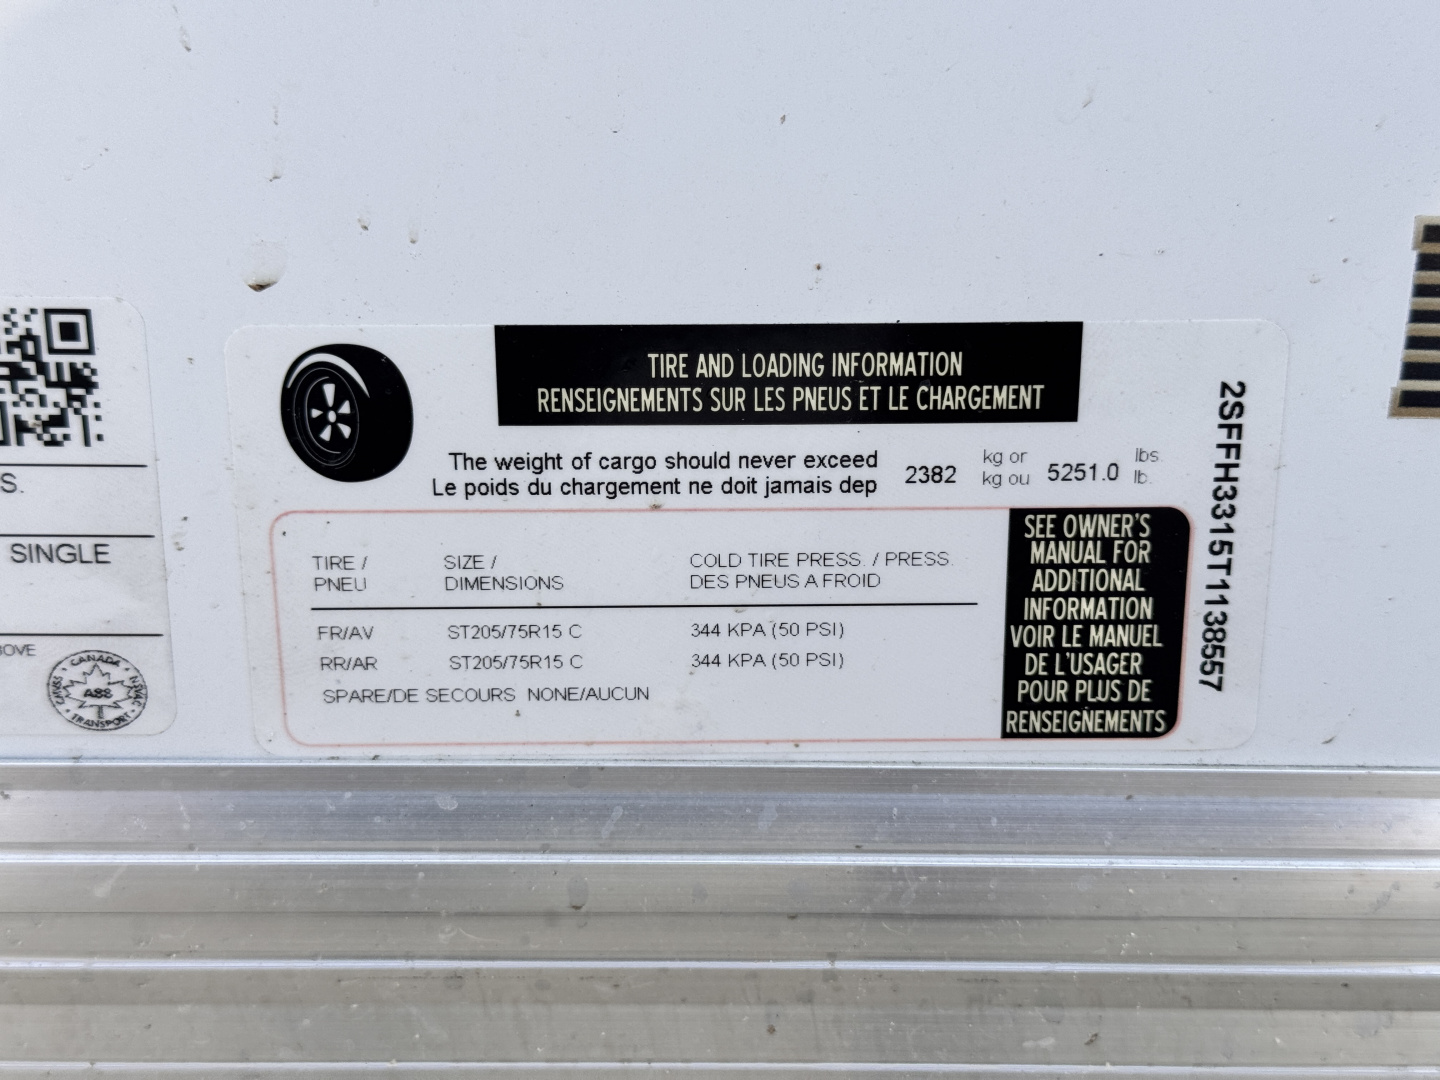 S.
SINGLE
OVE
CANADA
TRANSPORT
A88
TIRE AND LOADING INFORMATION
RENSEIGNEMENTS SUR LES PNEUS ET LE CHARGEMENT
The weight of cargo should never exceed
Le poids du chargement ne doit jamais dep
2382 kg or 5251.0 lbs.
kg ou lb.
TIRE / SIZE / COLD TIRE PRESS. / PRESS.
PNEU DIMENSIONS DES PNEUS A FROID
FR/AV ST205/75R15 C 344 KPA (50 PSI)
RR/AR ST205/75R15 C 344 KPA (50 PSI)
SPARE/DE SECOURS NONE/AUCUN
SEE OWNER'S
MANUAL FOR
ADDITIONAL
INFORMATION
VOIR LE MANUEL
DE L'USAGER
POUR PLUS DE
RENSEIGNEMENTS
2SFFH3315T1138557